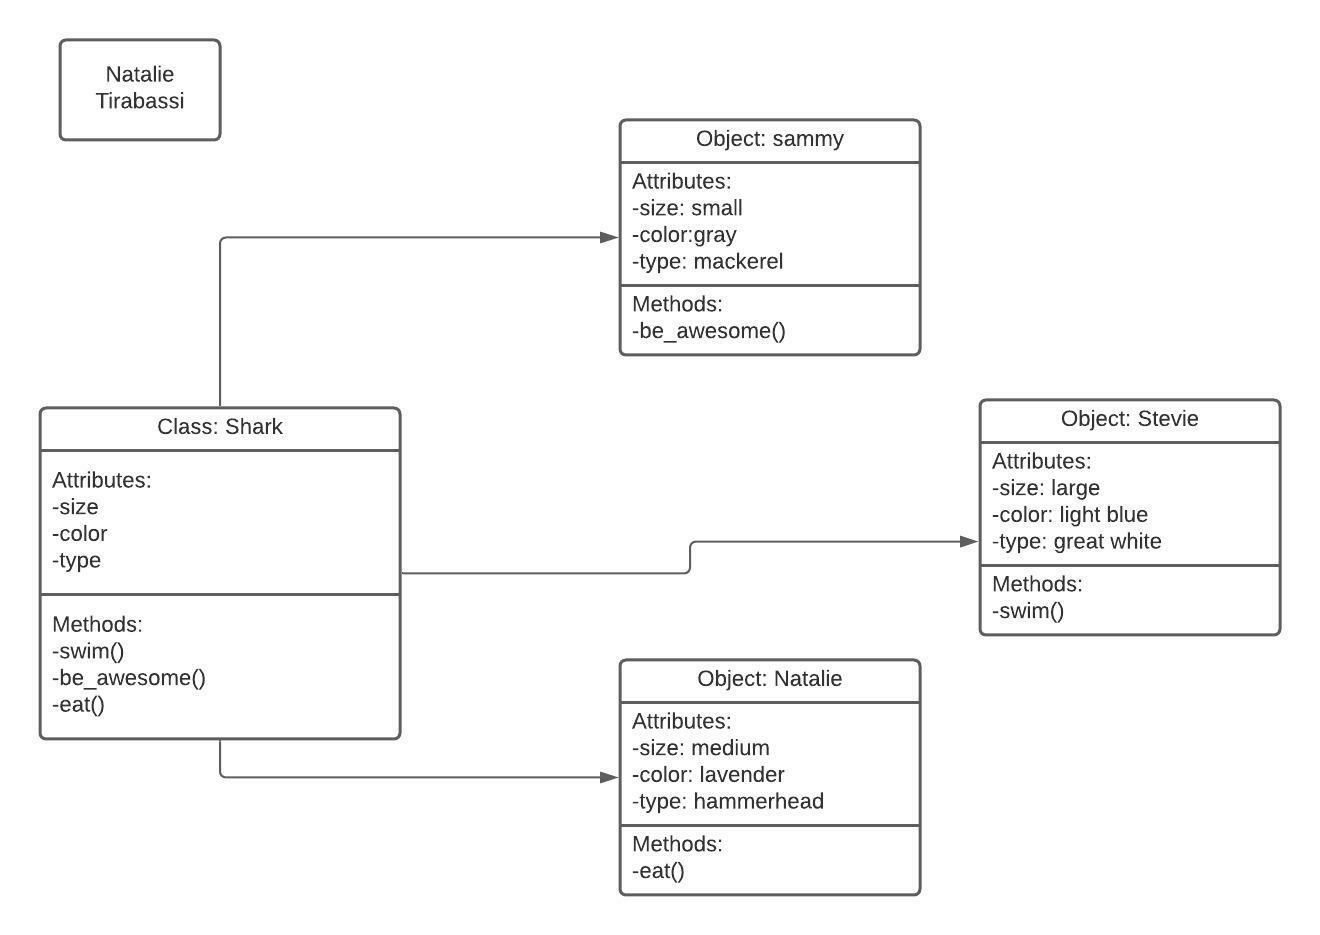 Natalie
Tirabassi
Object: sammy
Attributes:
-size: small
-color:gray
-type: mackerel
Methods:
-be_awesome()
Class: Shark
Attributes:
-size
-color
-type
Methods:
-swim()
-be_awesome()
-eat()
Object: Stevie
Attributes:
-size: large
-color: light blue
-type: great white
Methods:
-swim()
Object: Natalie
Attributes:
-size: medium
-color: lavender
-type: hammerhead
Methods:
-eat()